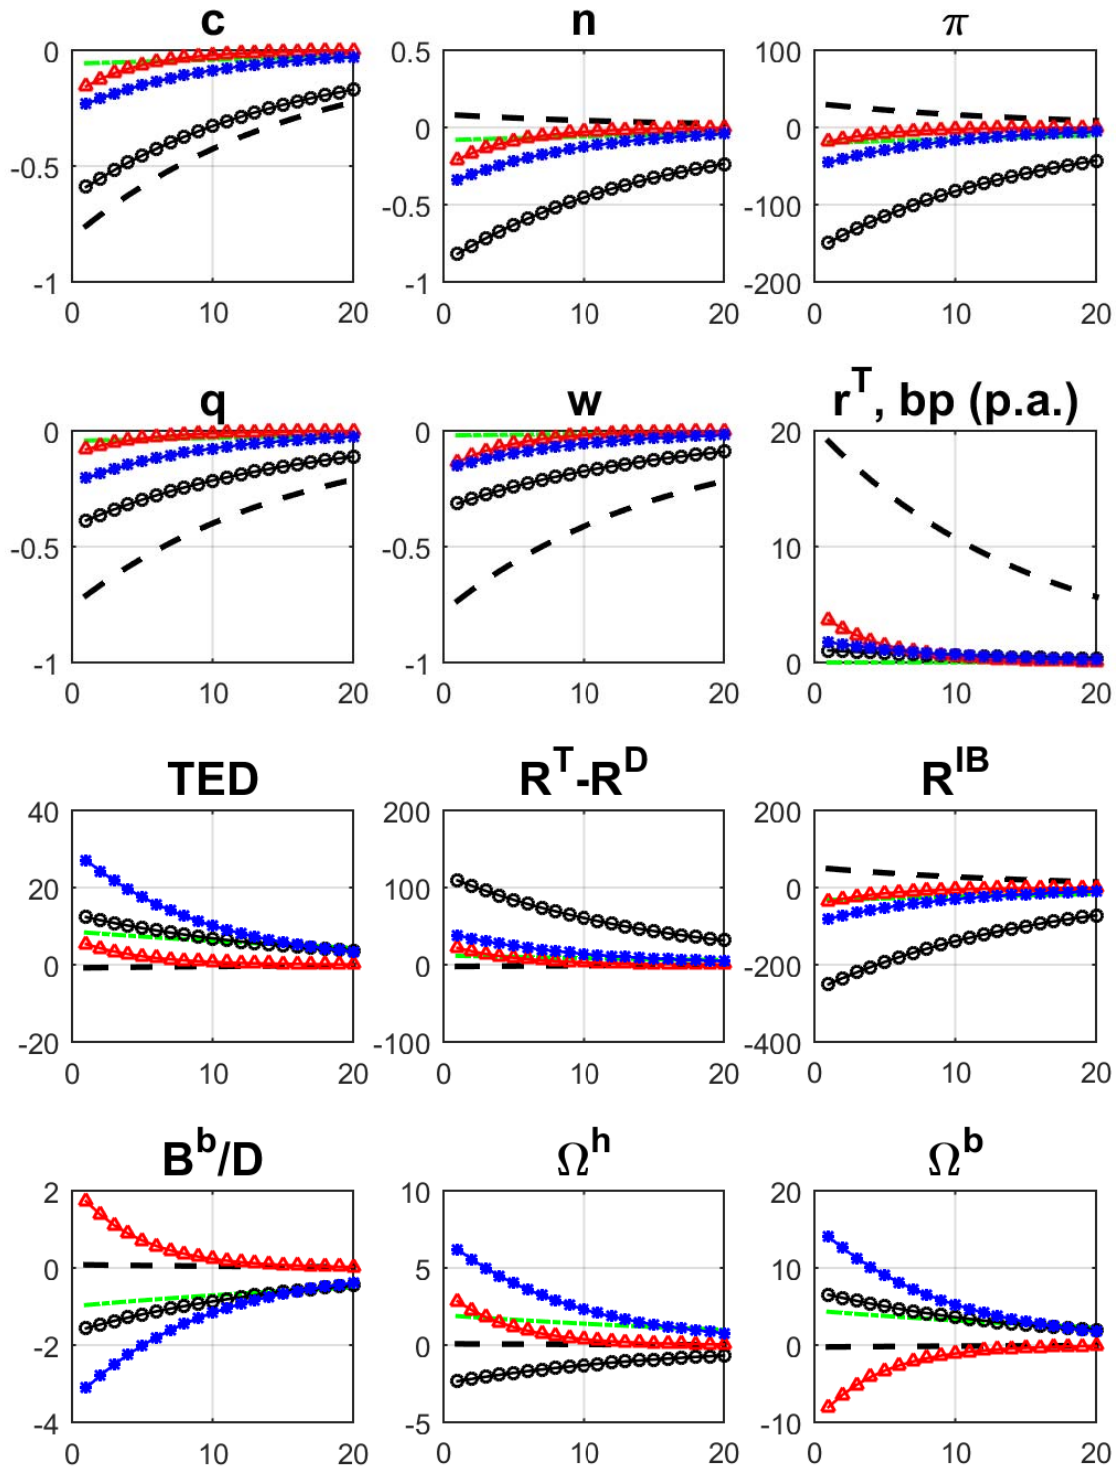 c n π
0 0.5 100
0 0
-0.5 -0.5 -100
-1 -1 -200
0 10 20 0 10 20 0 10 20
q w r^T, bp (p.a.)
0 0 20
-0.5 -0.5 10
-1 -1 0
0 10 20 0 10 20 0 10 20
TED R^T-R^D R^IB
40 200 200
20 100 0
0 0 -200
-20 -100 -400
0 10 20 0 10 20 0 10 20
B^b/D Ω^h Ω^b
2 10 20
0 5 10
-2 0 0
-4 -5 -10
0 10 20 0 10 20 0 10 20